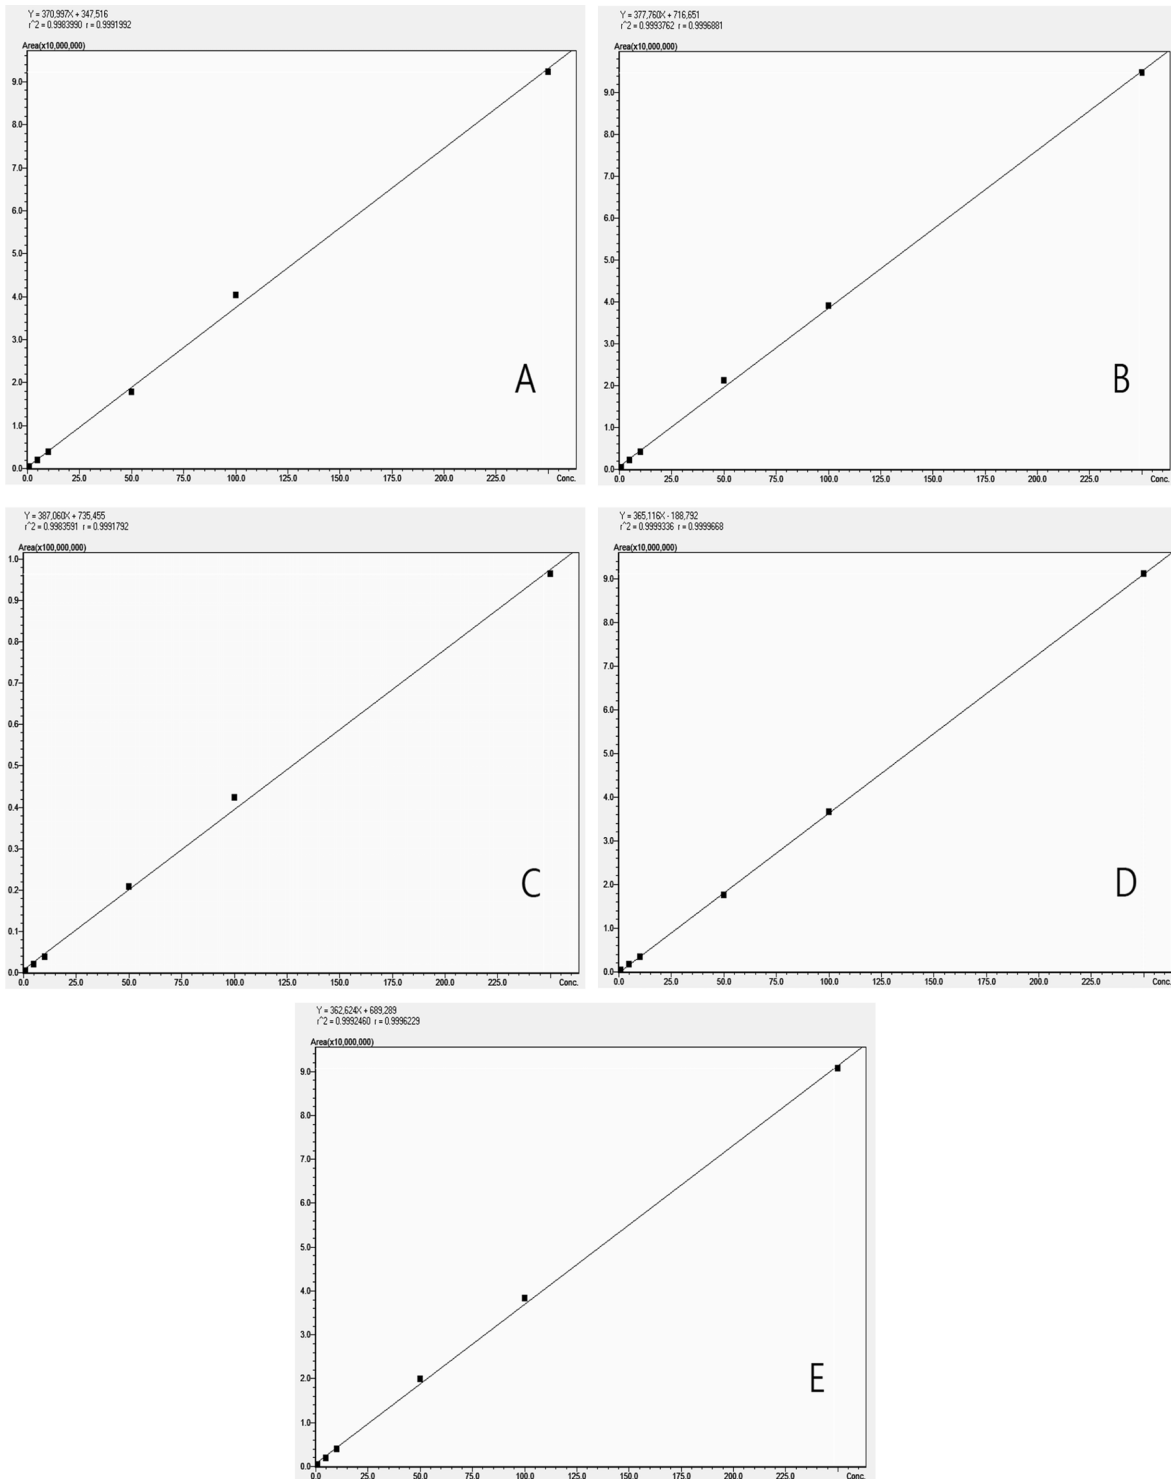 Y = 370,997X + 347,516
r^2 = 0.9983990 r = 0.9991992
Area(x10,000,000)
9.0
8.0
7.0
6.0
5.0
4.0
3.0
2.0
1.0
0.0
A
0.0 25.0 50.0 75.0 100.0 125.0 150.0 175.0 200.0 225.0 Conc.
Y = 377,760X + 716,651
r^2 = 0.9993762 r = 0.9996881
Area(x10,000,000)
9.0
8.0
7.0
6.0
5.0
4.0
3.0
2.0
1.0
0.0
B
0.0 25.0 50.0 75.0 100.0 125.0 150.0 175.0 200.0 225.0 Conc.
Y = 387,060X + 735,455
r^2 = 0.9983591 r = 0.9991792
Area(x100,000,000)
1.0
0.9
0.8
0.7
0.6
0.5
0.4
0.3
0.2
0.1
0.0
C
0.0 25.0 50.0 75.0 100.0 125.0 150.0 175.0 200.0 225.0 Conc.
Y = 365,116X - 188,792
r^2 = 0.9999336 r = 0.9999668
Area(x10,000,000)
9.0
8.0
7.0
6.0
5.0
4.0
3.0
2.0
1.0
0.0
D
0.0 25.0 50.0 75.0 100.0 125.0 150.0 175.0 200.0 225.0 Conc.
Y = 362,624X + 689,289
r^2 = 0.9992460 r = 0.9996229
Area(x10,000,000)
9.0
8.0
7.0
6.0
5.0
4.0
3.0
2.0
1.0
0.0
E
0.0 25.0 50.0 75.0 100.0 125.0 150.0 175.0 200.0 225.0 Conc.